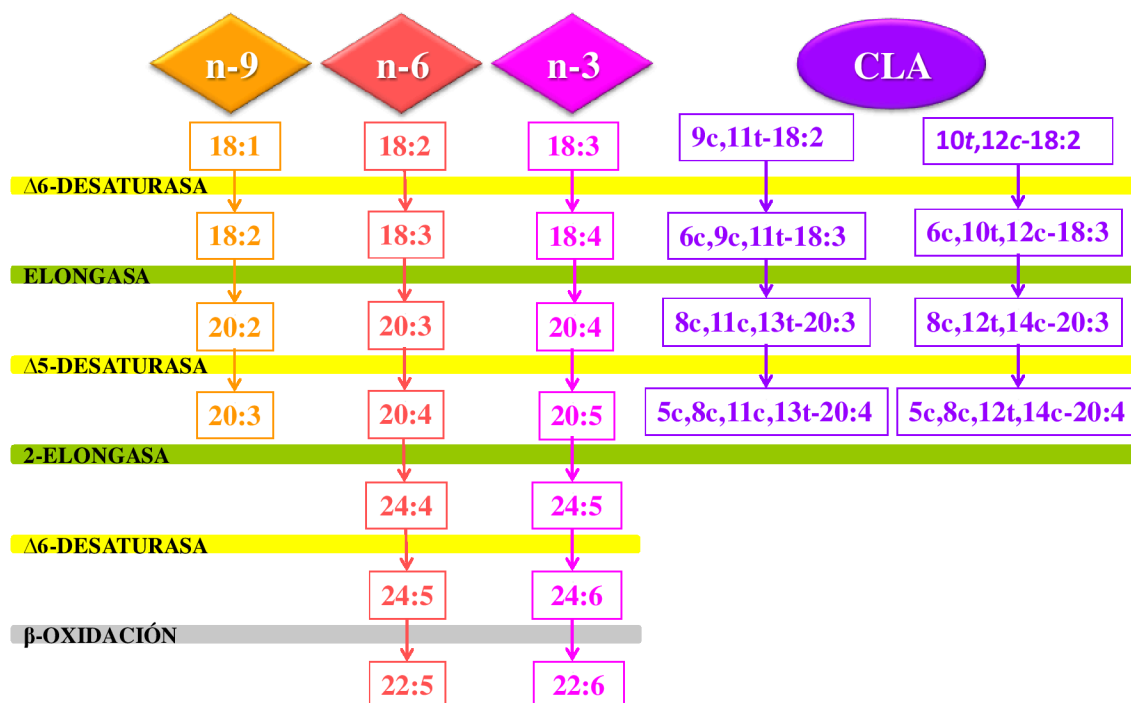 n-9 n-6 n-3 CLA
18:1 18:2 18:3 9c,11t-18:2 10t,12c-18:2
Δ6-DESATURASA
18:2 18:3 18:4 6c,9c,11t-18:3 6c,10t,12c-18:3
ELONGASA
20:2 20:3 20:4 8c,11c,13t-20:3 8c,12t,14c-20:3
Δ5-DESATURASA
20:3 20:4 20:5 5c,8c,11c,13t-20:4 5c,8c,12t,14c-20:4
2-ELONGASA
24:4 24:5
Δ6-DESATURASA
24:5 24:6
β-OXIDACIÓN
22:5 22:6